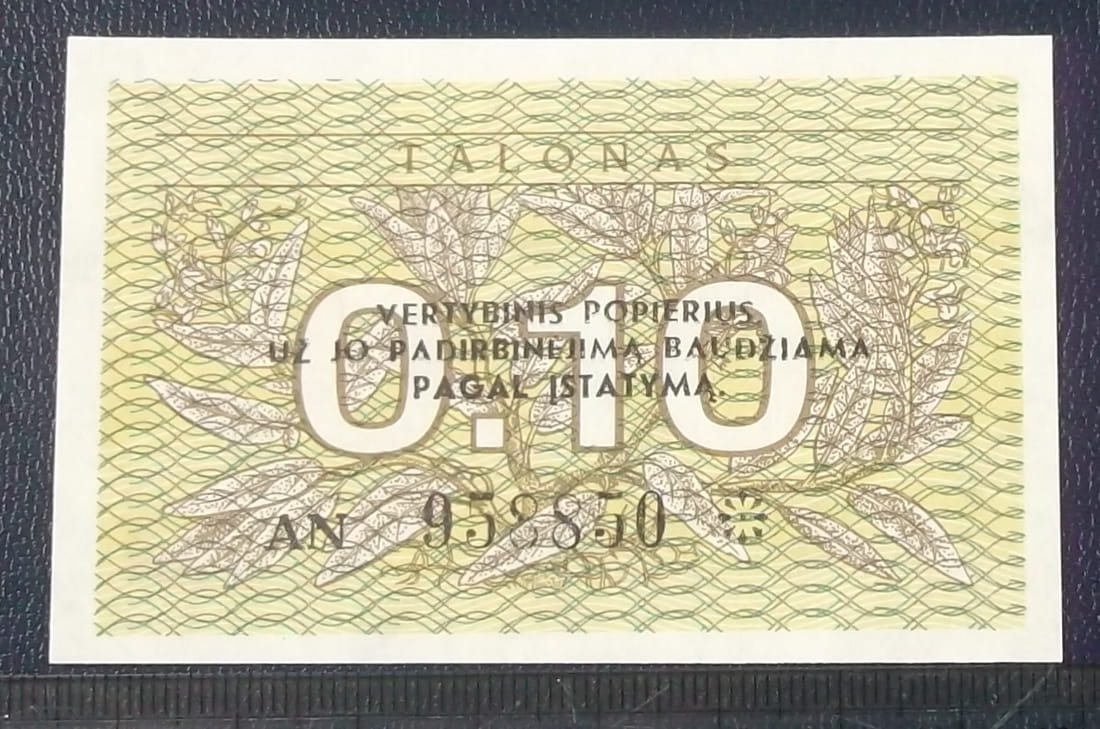 TALONAS
0.10
VERTYBINIS POPIERIUS.
UŽ JO PADIRBINĖJIMĄ BAUDŽIAMA
PAGAL ĮSTATYMĄ.
AN 958850